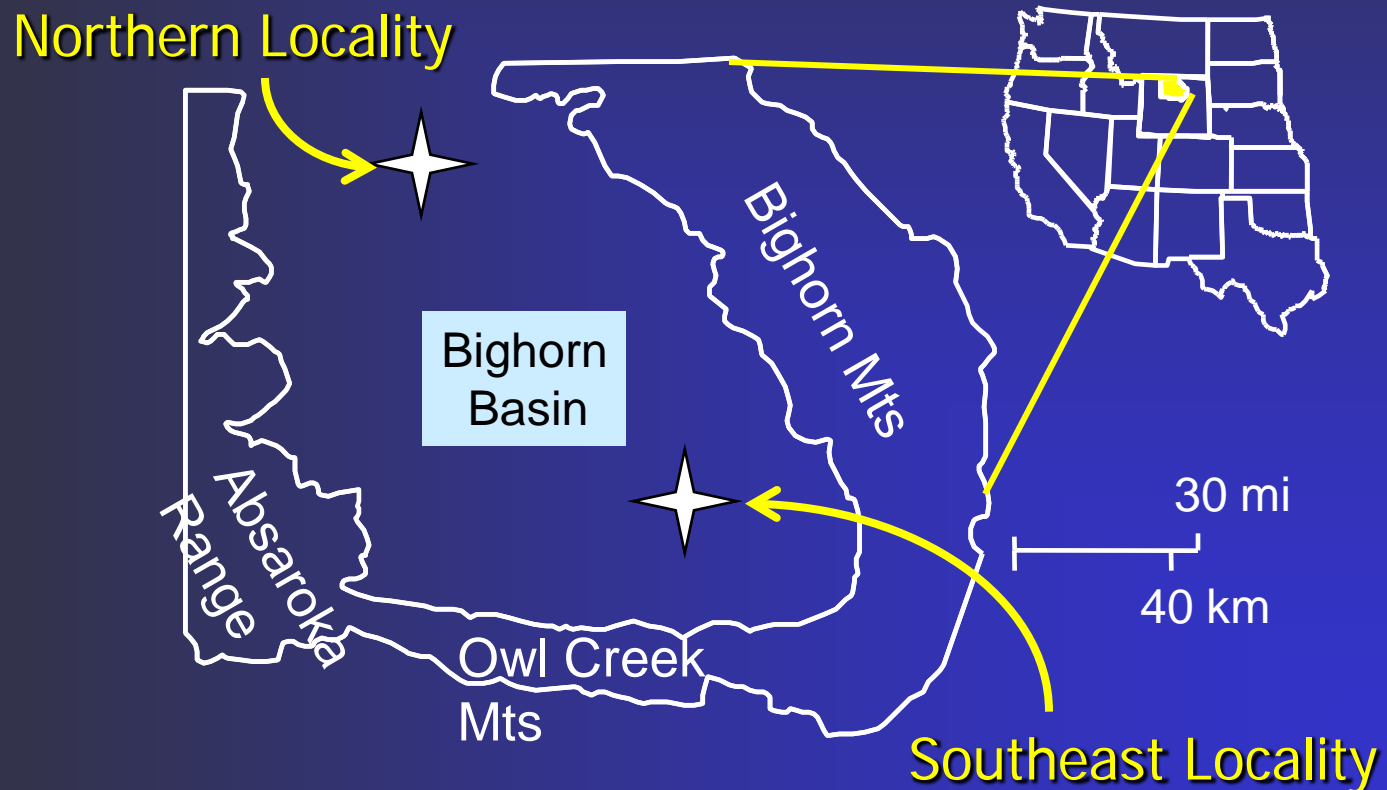 Northern Locality
Bighorn Mts
Bighorn
Basin
Absaroka
Range
30 mi
40 km
Owl Creek
Mts
Southeast Locality